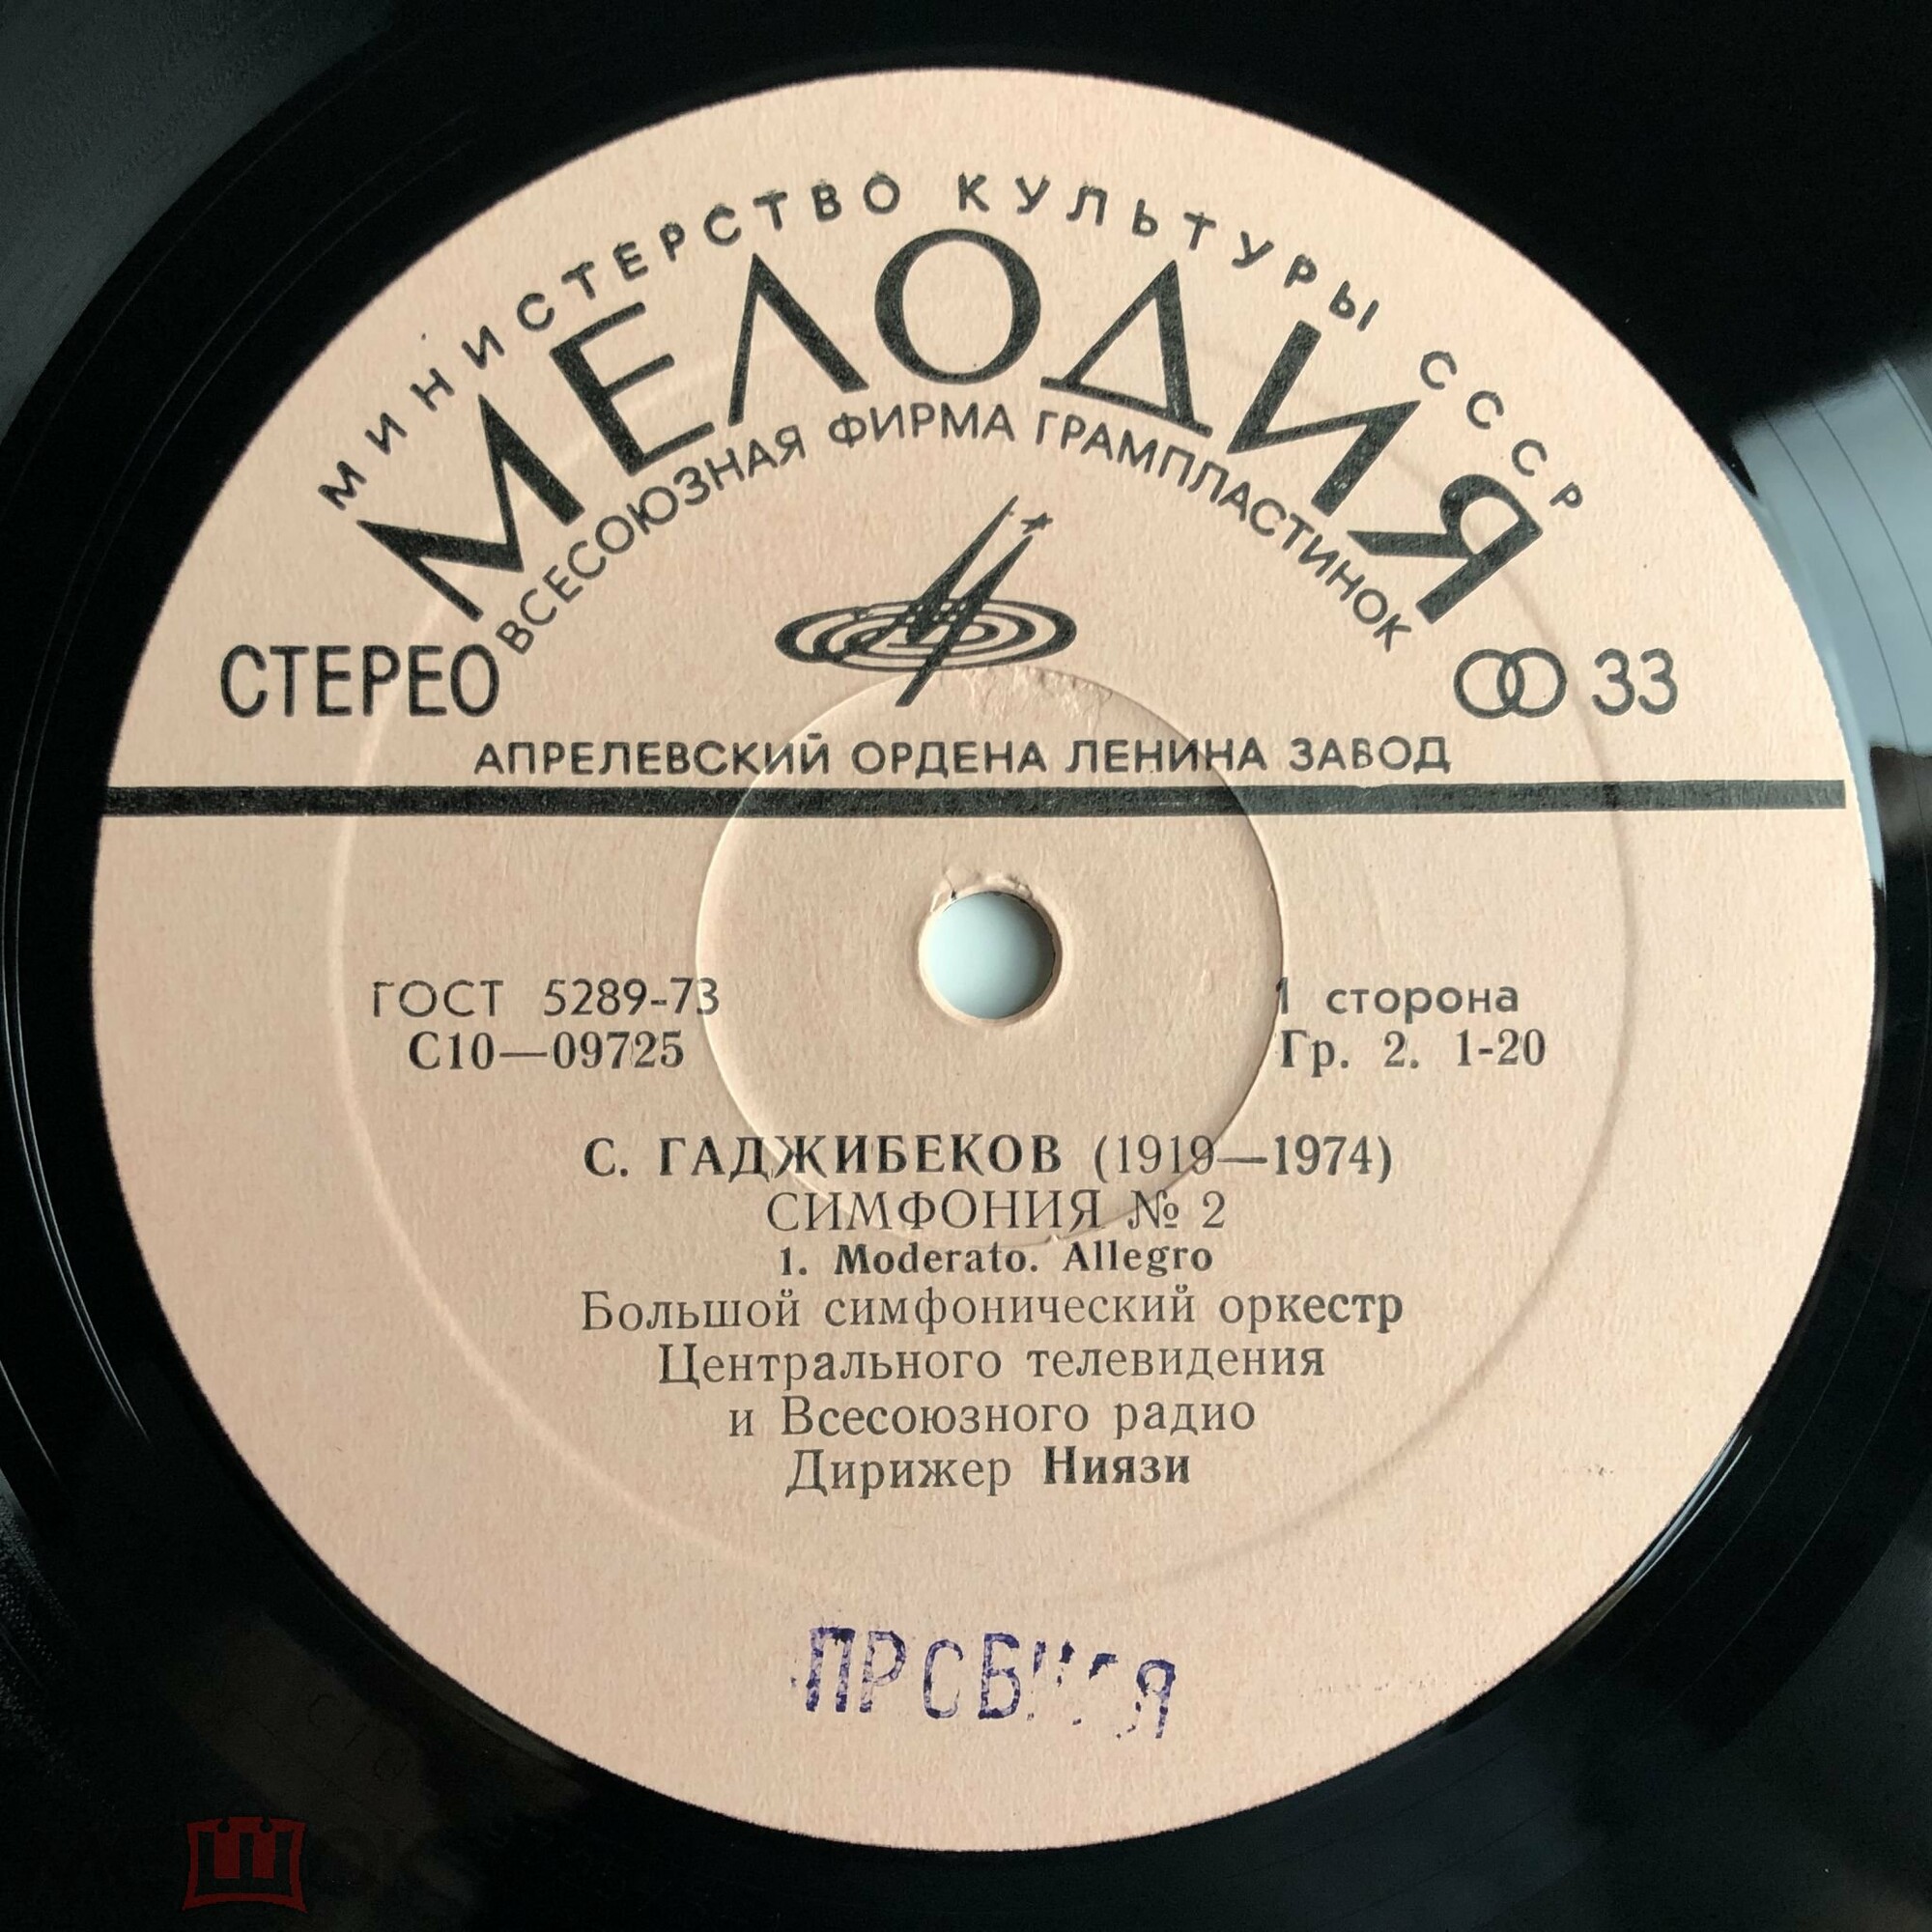 МИНИСТЕРСТВО КУЛЬТУРЫ СССР
МЕЛОДИЯ
ВСЕСОЮЗНАЯ ФИРМА ГРАМПЛАСТИНОК
СТЕРЕО
33
АПРЕЛЕВСКИЙ ОРДЕНА ЛЕНИНА ЗАВОД
ГОСТ 5289-73
1 сторона
С10—09725
Гр. 2. 1-20
С. ГАДЖИБЕКОВ (1919—1974)
СИМФОНИЯ № 2
1. Moderato. Allegro
Большой симфонический оркестр
Центрального телевидения
и Всесоюзного радио
Дирижер Ниязи
ПРОБНАЯ